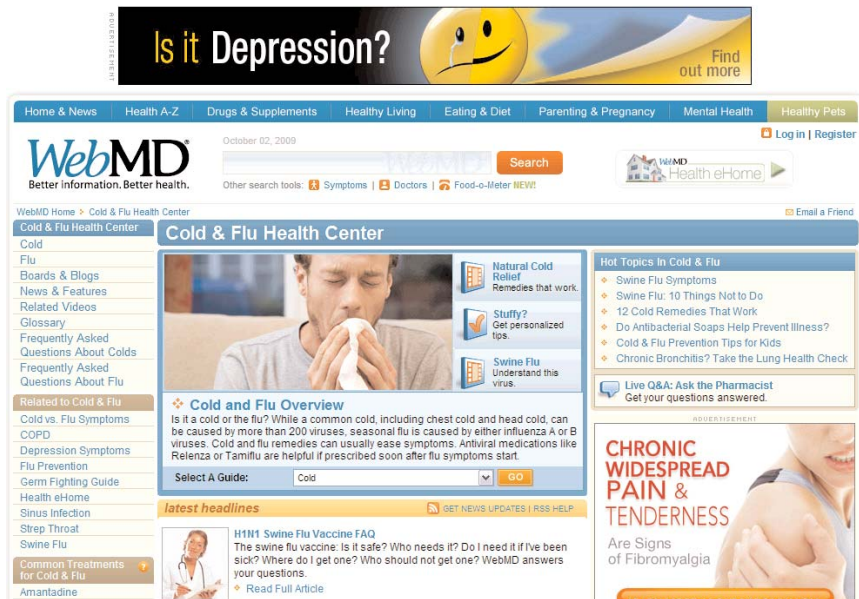 ADVERTISEMENT
Is it Depression?
Find
out more
Home & News
Health A-Z
Drugs & Supplements
Healthy Living
Eating & Diet
Parenting & Pregnancy
Mental Health
Healthy Pets
WebMD
Better information. Better health.
October 02, 2009
Search
Other search tools: Symptoms | Doctors | Food-o-Meter NEW!
Log in | Register
WebMD
Health eHome
WebMD Home > Cold & Flu Health Center
Email a Friend
Cold & Flu Health Center
Cold
Flu
Boards & Blogs
News & Features
Related Videos
Glossary
Frequently Asked
Questions About Colds
Frequently Asked
Questions About Flu
Related to Cold & Flu
Cold vs. Flu Symptoms
COPD
Depression Symptoms
Flu Prevention
Germ Fighting Guide
Health eHome
Sinus Infection
Strep Throat
Swine Flu
Common Treatments
for Cold & Flu
Amantadine
Cold & Flu Health Center
Natural Cold
Relief
Remedies that work.
Stuffy?
Get personalized
tips.
Swine Flu
Understand this
virus.
Cold and Flu Overview
Is it a cold or the flu? While a common cold, including chest cold and head cold, can
be caused by more than 200 viruses, seasonal flu is caused by either influenza A or B
viruses. Cold and flu remedies can usually ease symptoms. Antiviral medications like
Relenza or Tamiflu are helpful if prescribed soon after flu symptoms start.
Select A Guide:
Cold
GO
latest headlines
GET NEWS UPDATES | RSS HELP
H1N1 Swine Flu Vaccine FAQ
The swine flu vaccine: Is it safe? Who needs it? Do I need it if I've been
sick? Where do I get one? Who should not get one? WebMD answers
your questions.
Read Full Article
Hot Topics In Cold & Flu
Swine Flu Symptoms
Swine Flu: 10 Things Not to Do
12 Cold Remedies That Work
Do Antibacterial Soaps Help Prevent Illness?
Cold & Flu Prevention Tips for Kids
Chronic Bronchitis? Take the Lung Health Check
Live Q&A: Ask the Pharmacist
Get your questions answered.
ADVERTISEMENT
CHRONIC
WIDESPREAD
PAIN &
TENDERNESS
Are Signs
of Fibromyalgia